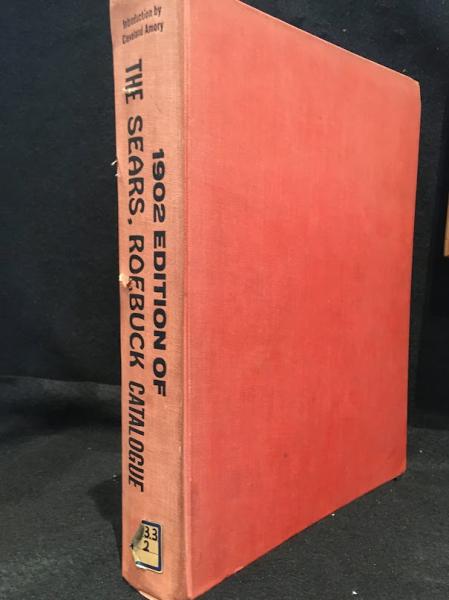 Introduction by
Cleveland Amory
1902 EDITION OF
THE SEARS, ROEBUCK CATALOGUE
3.3
2